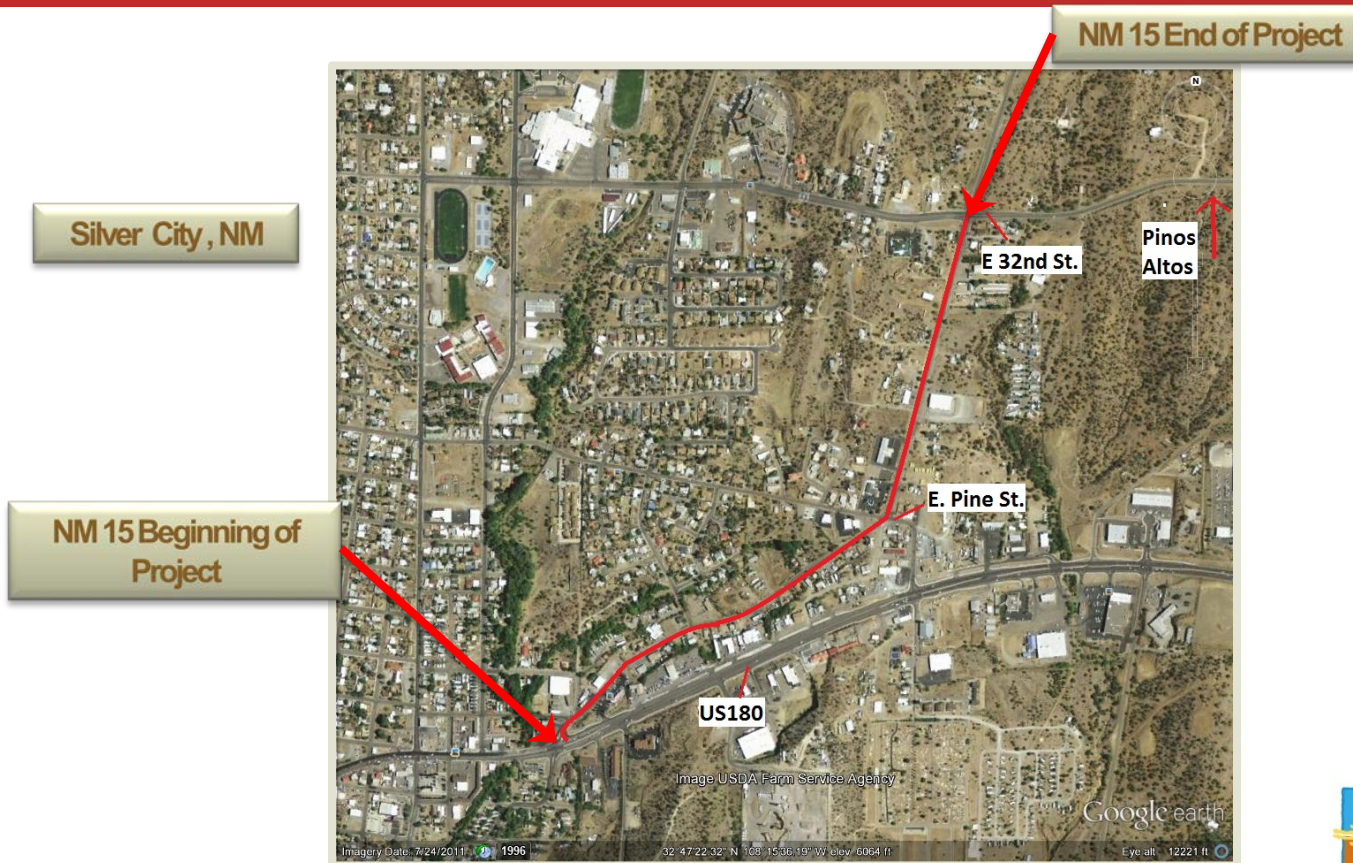 NM 15 End of Project
N
Silver City , NM
E 32nd St.
Pinos
Altos
E. Pine St.
NM 15 Beginning of
Project
US180
Image USDA Farm Service Agency
Google earth
Imagery Date: 7/24/2011
1996
32°47'22.32" N 108°15'36.19" W elev 6064 ft
Eye alt 12221 ft